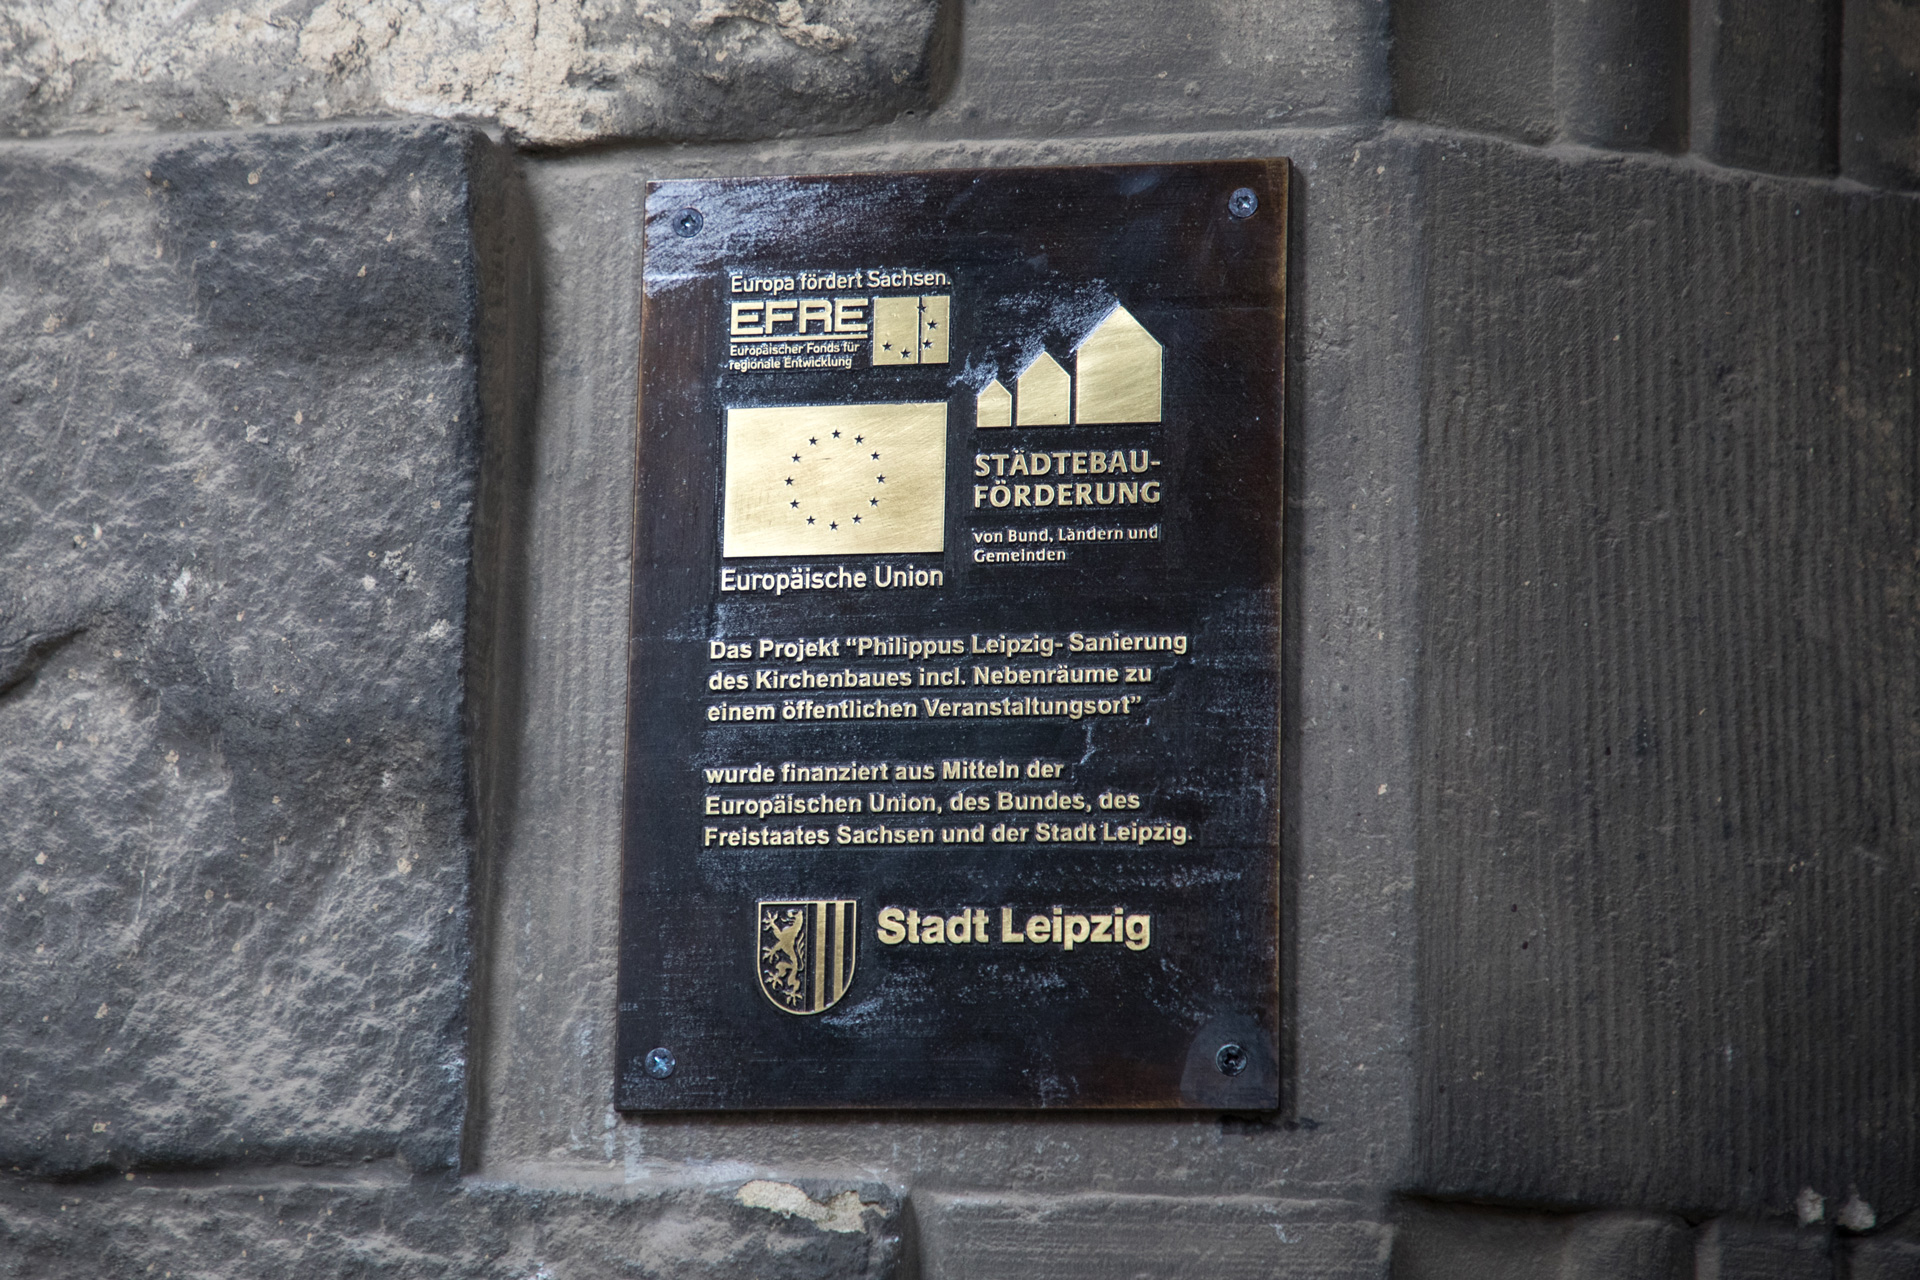 Europa fördert Sachsen.
EFRE
Europäischer Fonds für
regionale Entwicklung
Europäische Union
STÄDTEBAU-
FÖRDERUNG
von Bund, Ländern und
Gemeinden
Das Projekt “Philippus Leipzig- Sanierung
des Kirchenbaues incl. Nebenräume zu
einem öffentlichen Veranstaltungsort”
wurde finanziert aus Mitteln der
Europäischen Union, des Bundes, des
Freistaates Sachsen und der Stadt Leipzig.
Stadt Leipzig